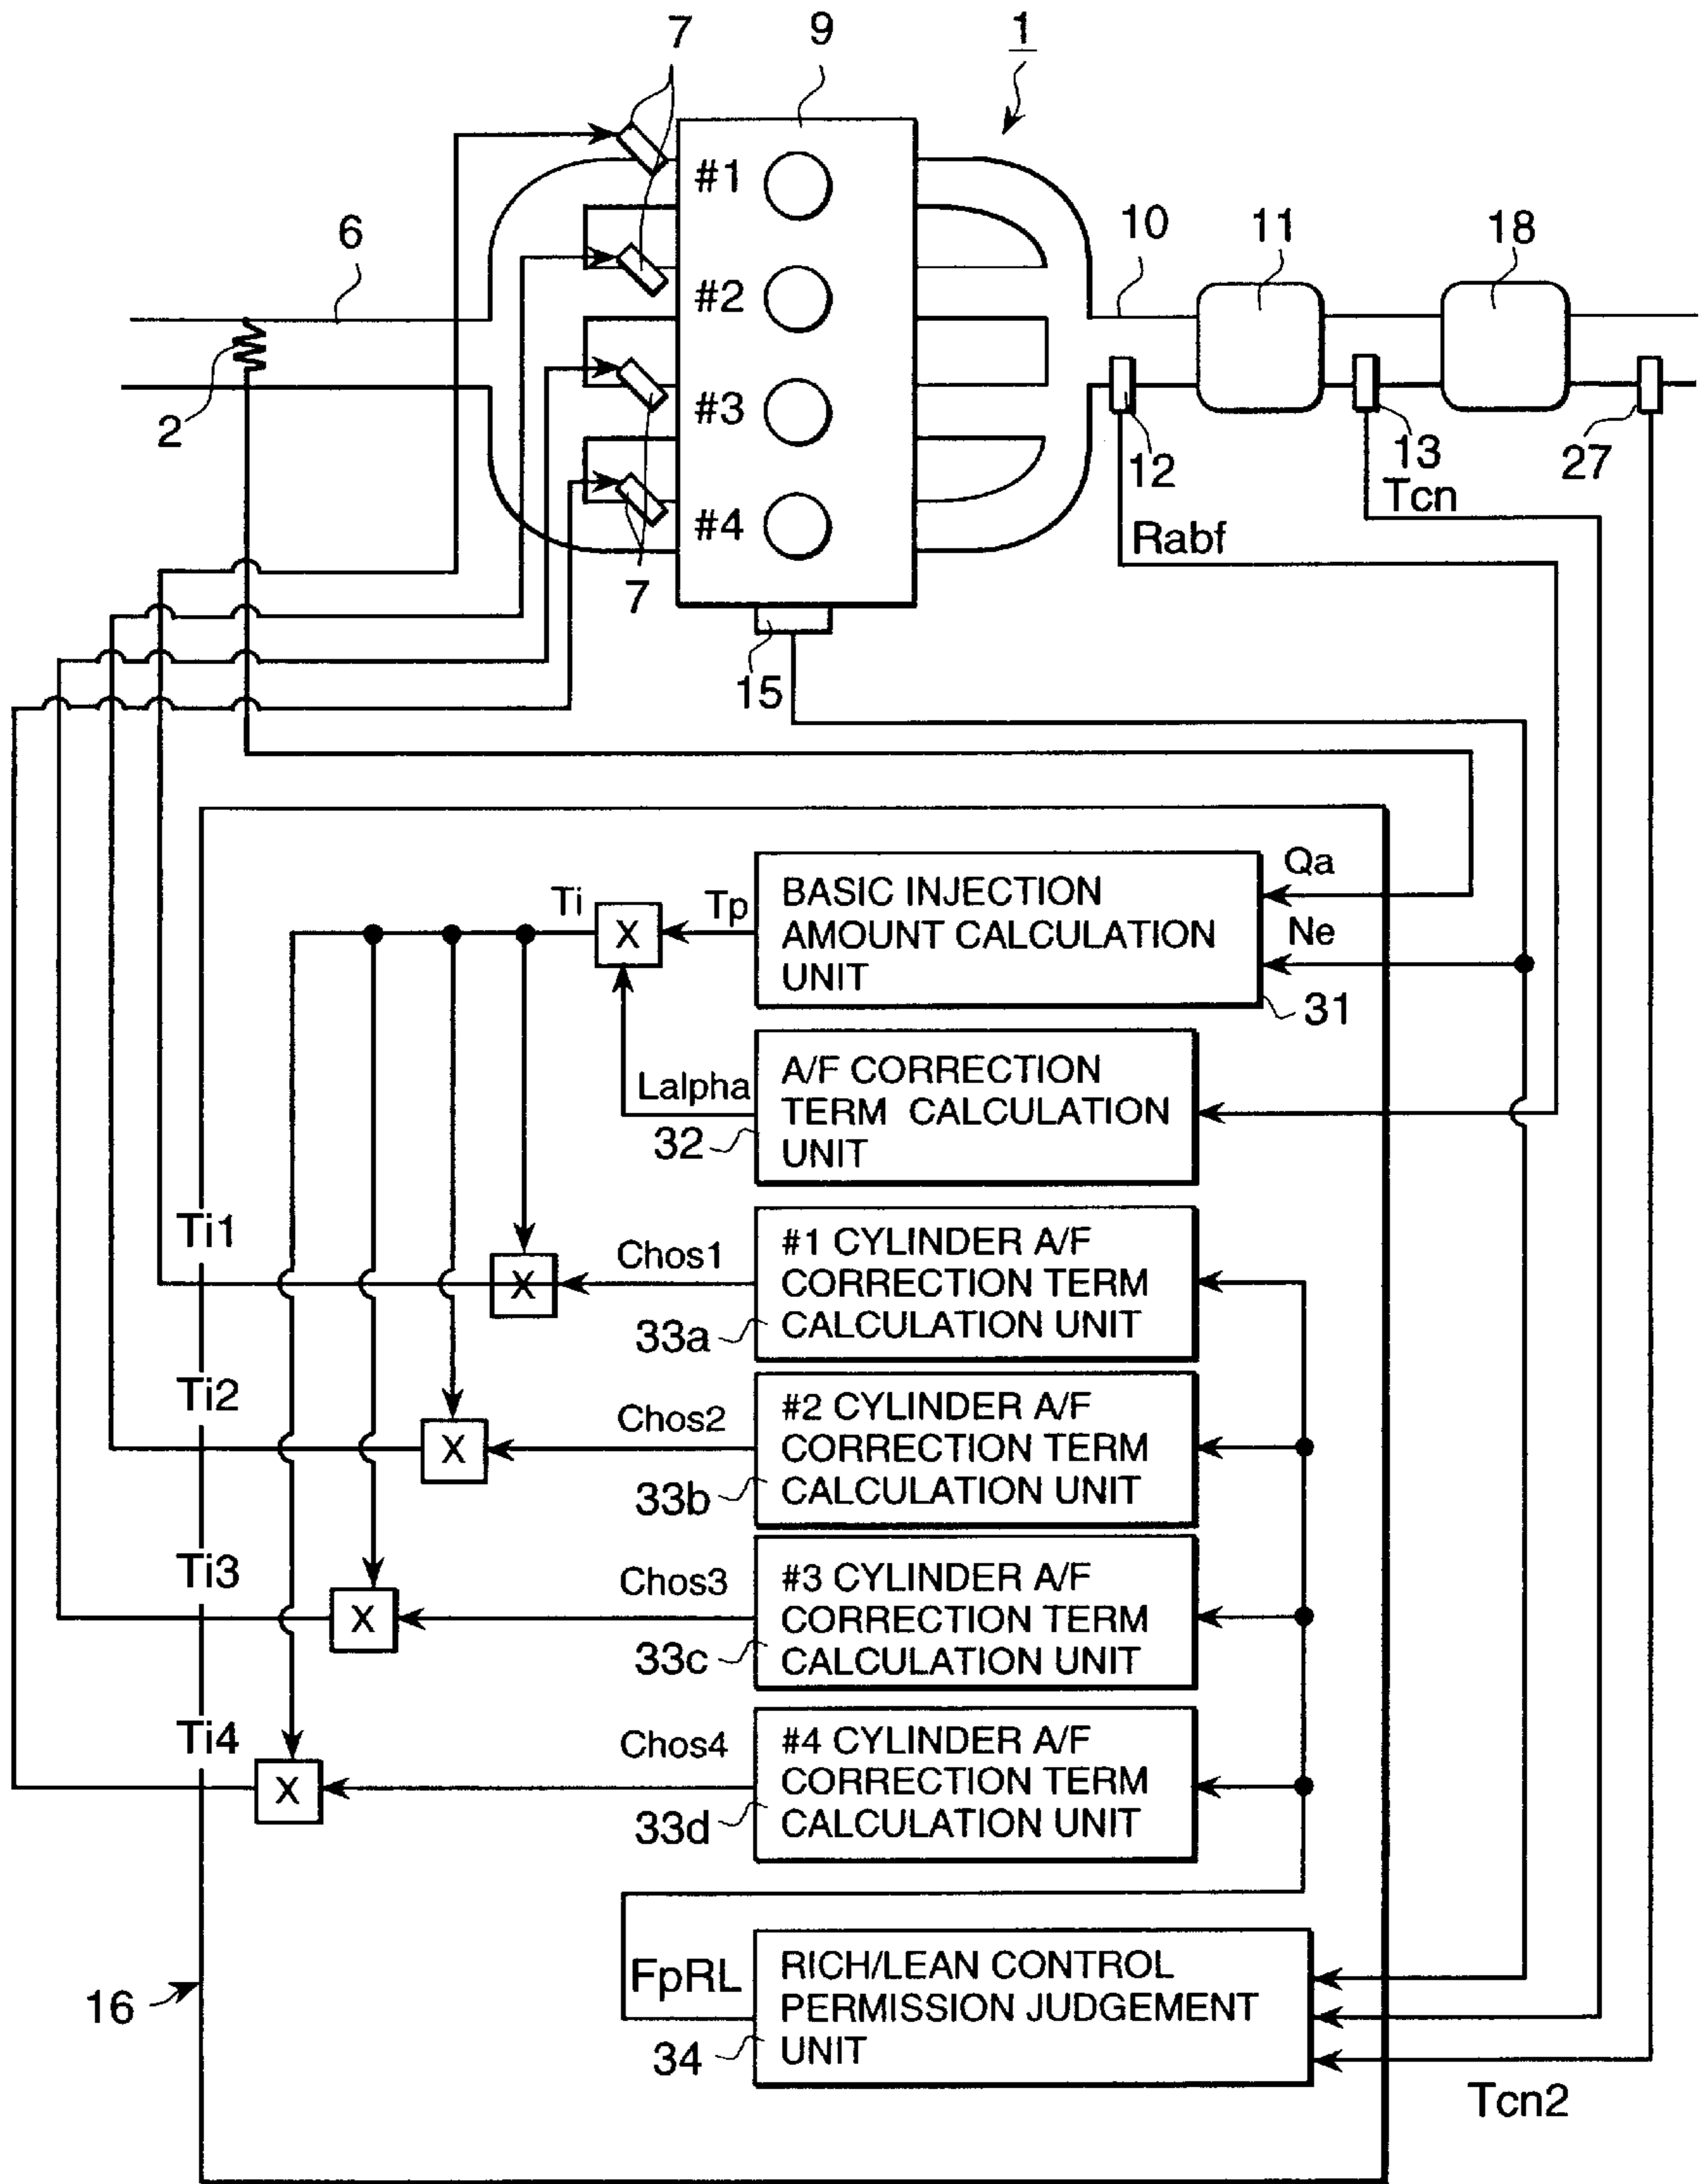 7
9
1
#1
6
10
11
18
#2
2
#3
12
13
27
Tcn
#4
Rabf
7
15
Qa
BASIC INJECTION
AMOUNT CALCULATION
UNIT
Ti
X
Tp
Ne
31
A/F CORRECTION
TERM CALCULATION
UNIT
Lalpha
32
Ti1
#1 CYLINDER A/F
CORRECTION TERM
CALCULATION UNIT
Chos1
X
33a
Ti2
#2 CYLINDER A/F
CORRECTION TERM
CALCULATION UNIT
Chos2
X
33b
Ti3
#3 CYLINDER A/F
CORRECTION TERM
CALCULATION UNIT
Chos3
X
33c
Ti4
#4 CYLINDER A/F
CORRECTION TERM
CALCULATION UNIT
Chos4
X
33d
FpRL
RICH/LEAN CONTROL
PERMISSION JUDGEMENT
UNIT
16
34
Tcn2